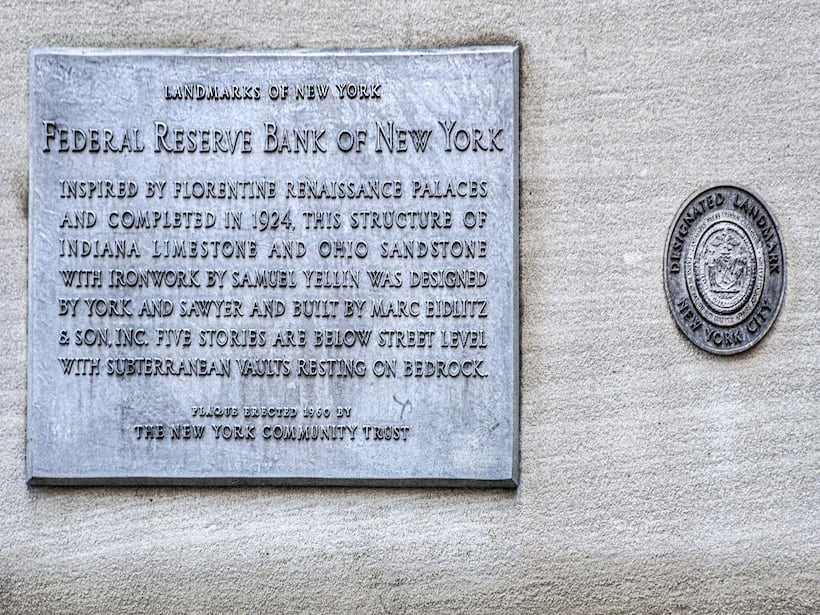 LANDMARKS OF NEW YORK
FEDERAL RESERVE BANK OF NEW YORK
INSPIRED BY FLORENTINE RENAISSANCE PALACES
AND COMPLETED IN 1924, THIS STRUCTURE OF
INDIANA LIMESTONE AND OHIO SANDSTONE
WITH IRONWORK BY SAMUEL YELLIN WAS DESIGNED
BY YORK AND SAWYER AND BUILT BY MARC EIDLITZ
& SON, INC. FIVE STORIES ARE BELOW STREET LEVEL
WITH SUBTERRANEAN VAULTS RESTING ON BEDROCK.
PLAQUE ERECTED 1960 BY
THE NEW YORK COMMUNITY TRUST
DESIGNATED LANDMARK
NEW YORK CITY